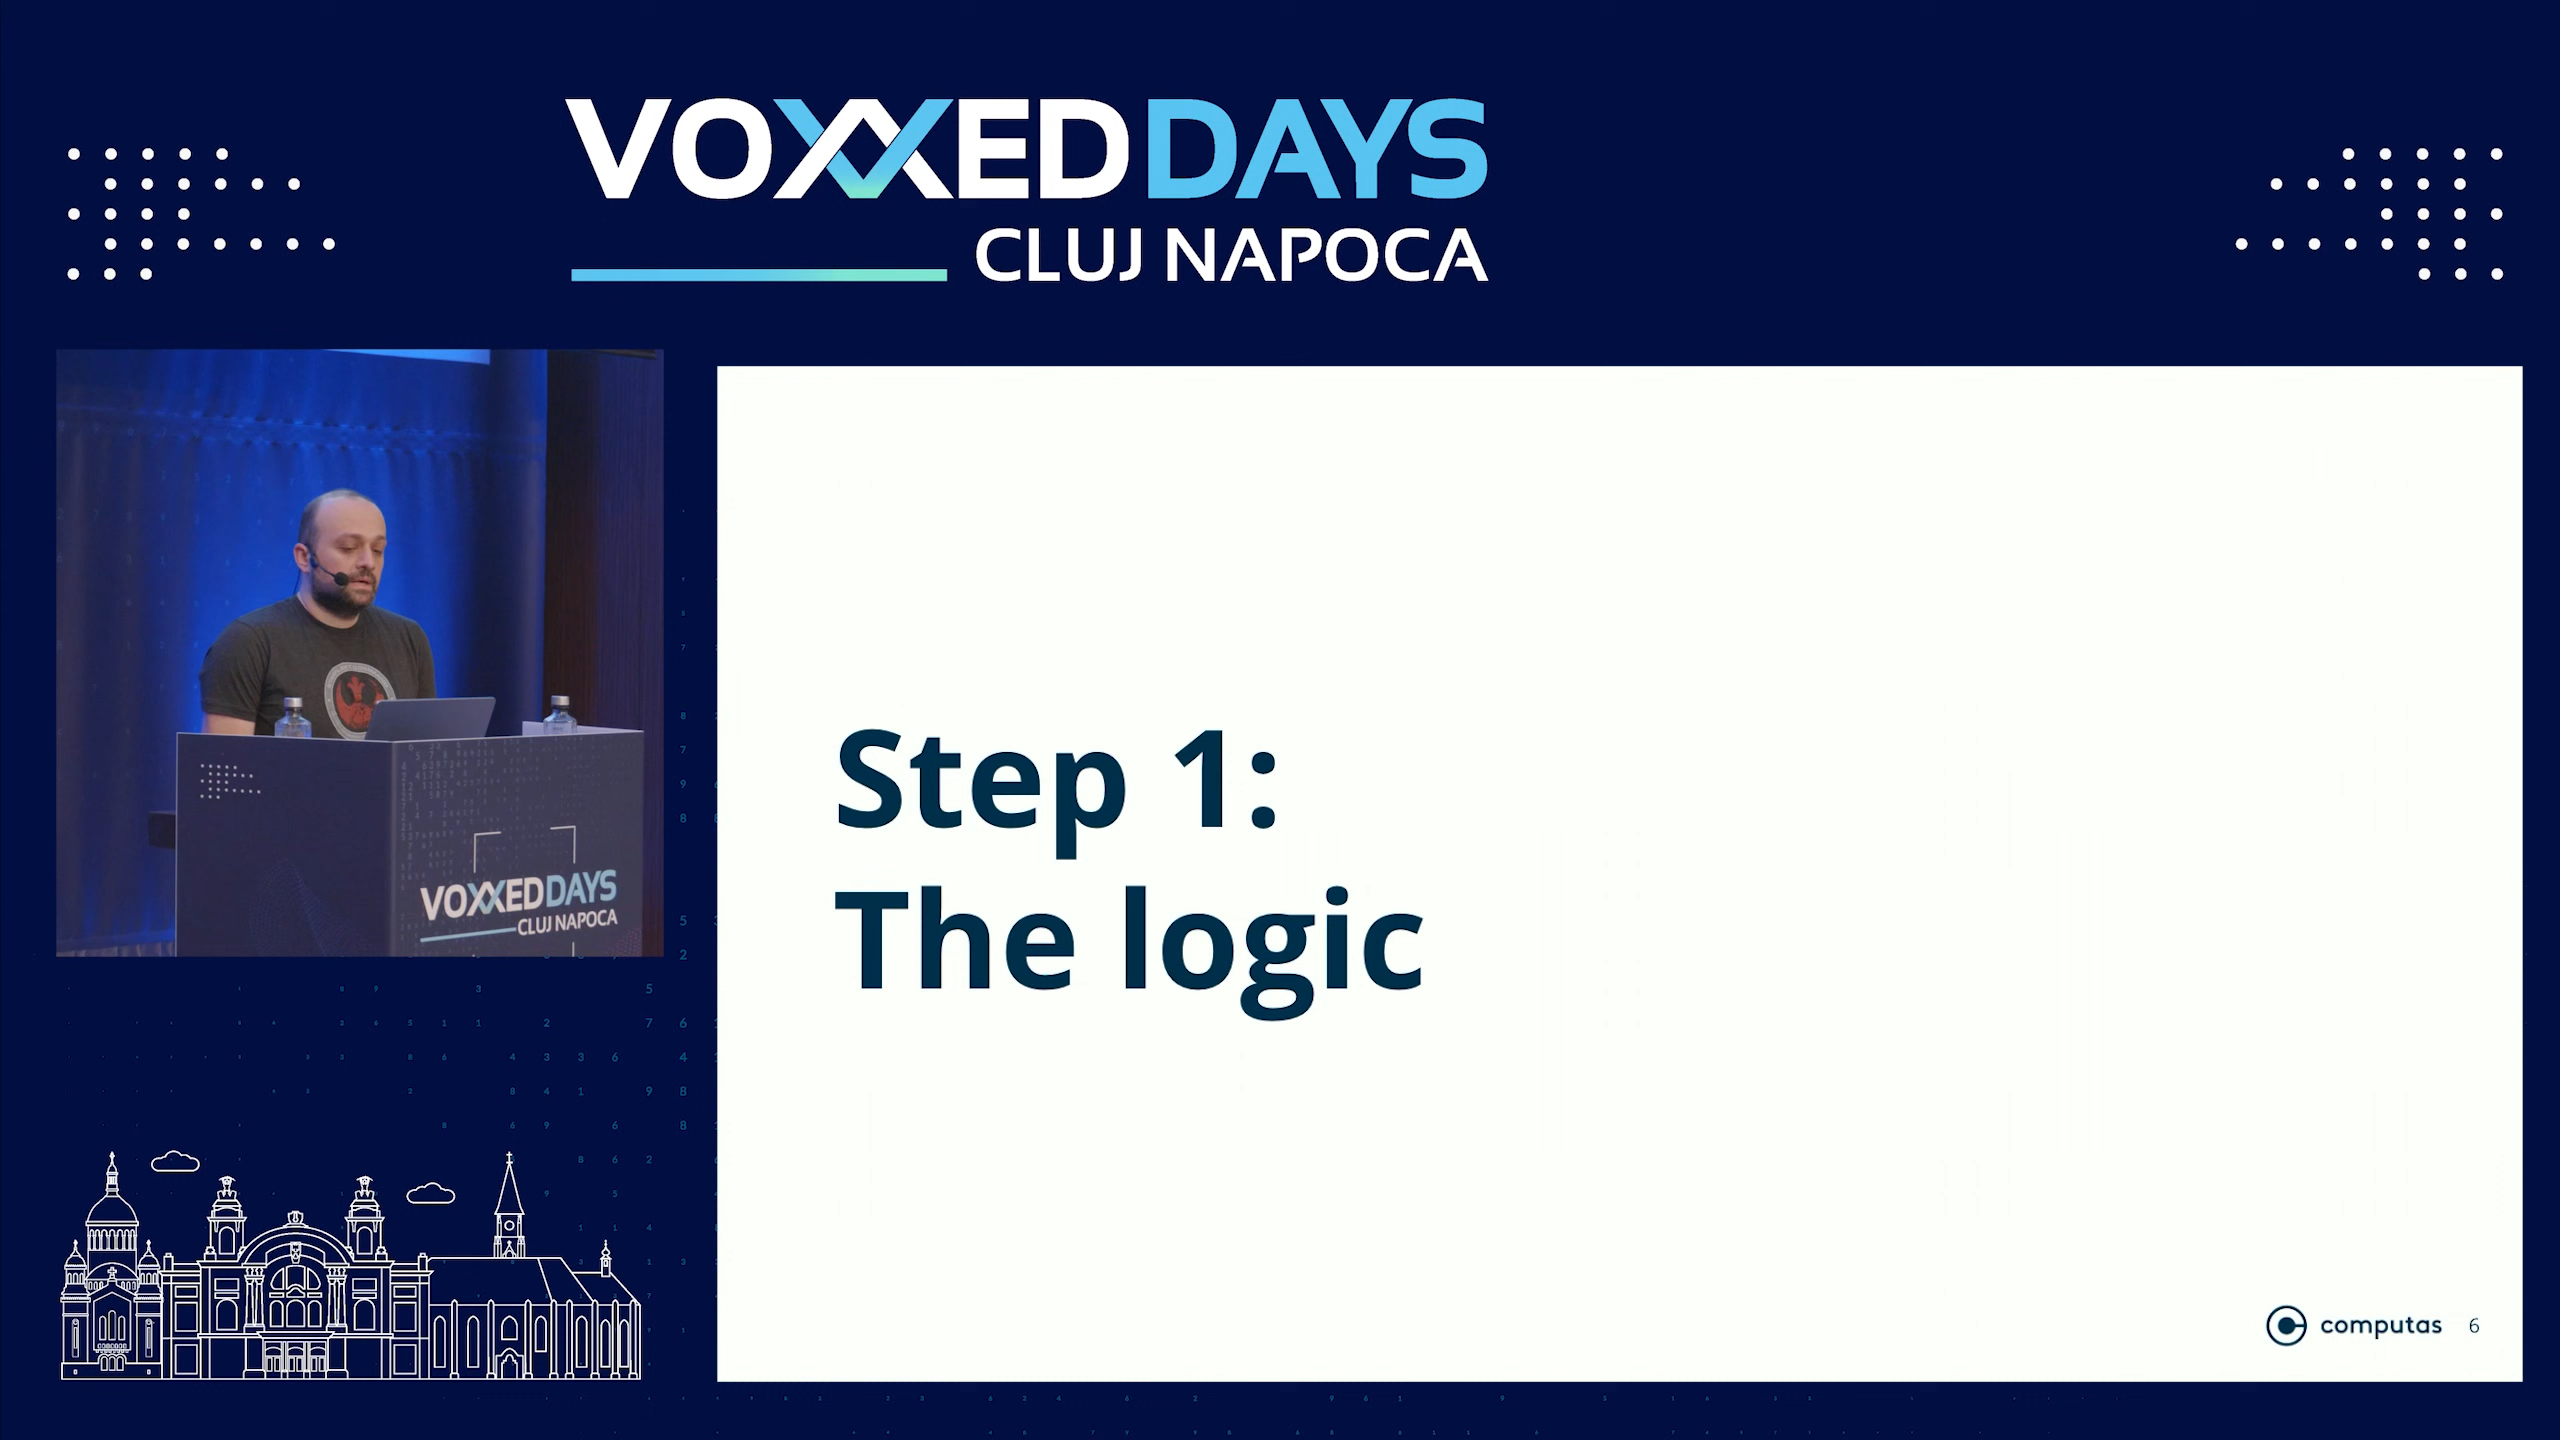 VOXXED DAYS
CLUJ NAPOCA
VOXXED DAYS
CLUJ NAPOCA
Step 1:
The logic
computas 6